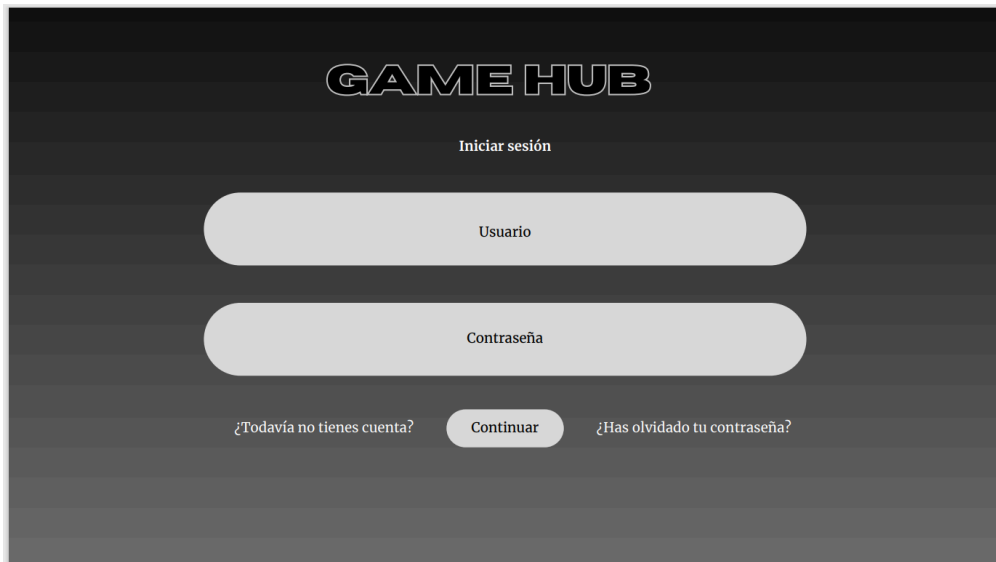 GAME HUB
Iniciar sesión
Usuario
Contraseña
¿Todavía no tienes cuenta? Continuar ¿Has olvidado tu contraseña?